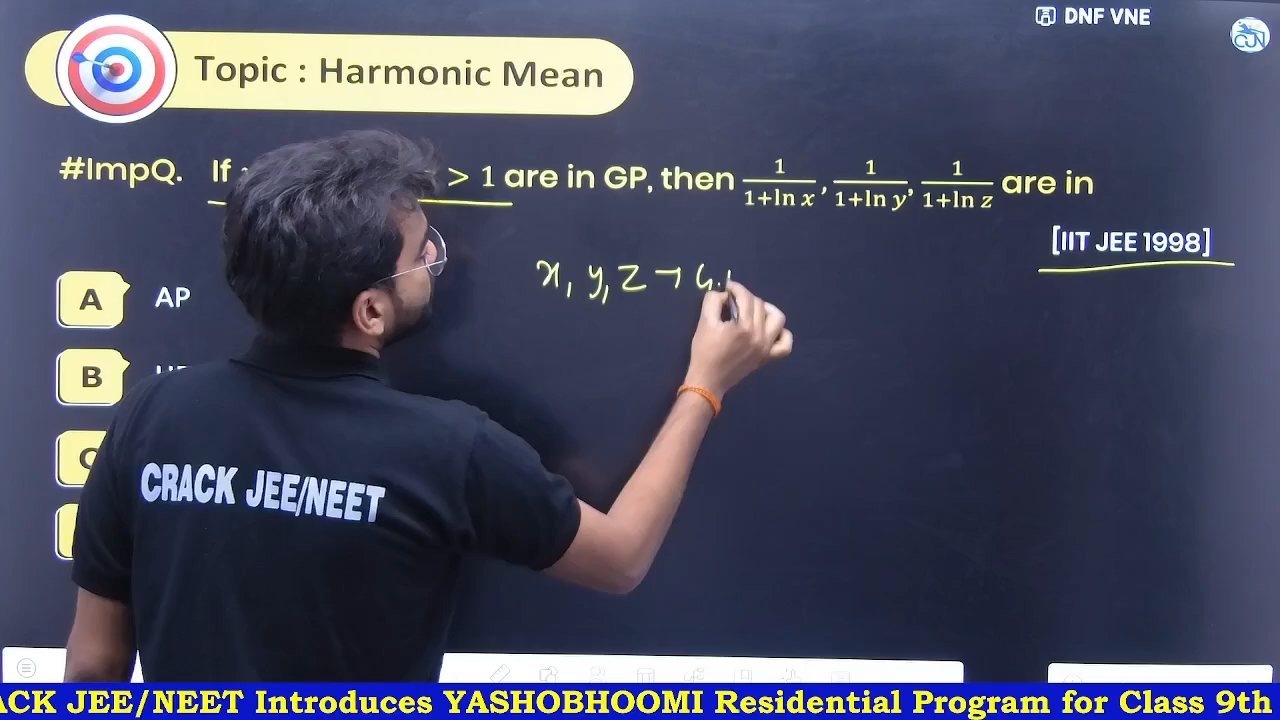 DNF VNE
GJN
Topic : Harmonic Mean
#ImpQ. If > 1 are in GP, then 1/(1+ln x), 1/(1+ln y), 1/(1+ln z) are in
[IIT JEE 1998]
x, y, z → G.
A AP
B
CRACK JEE/NEET
ACK JEE/NEET Introduces YASHOBHOOMI Residential Program for Class 9th